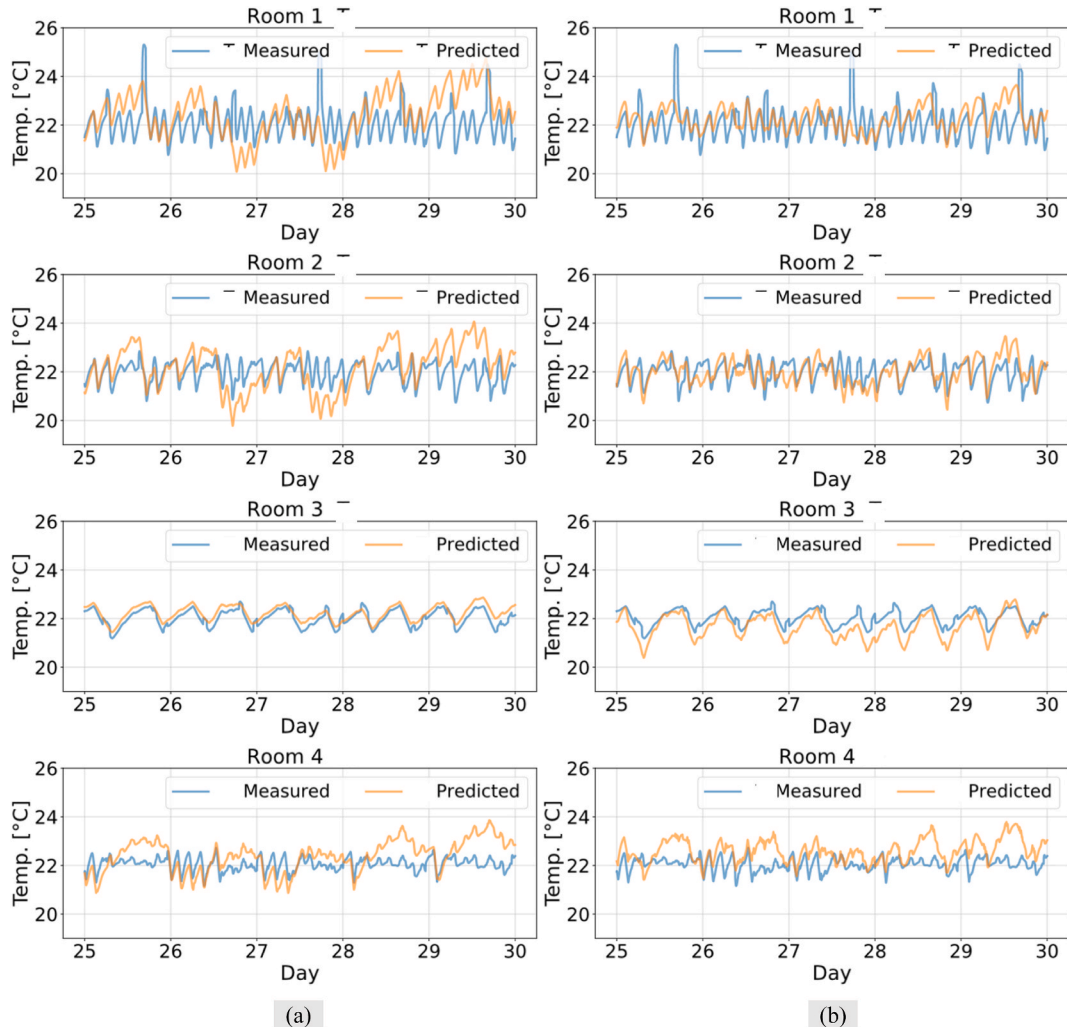 Room 1
Room 1
Measured Predicted
Measured Predicted
Temp. [°C]
26
24
22
20
25 26 27 28 29 30
Day
Temp. [°C]
26
24
22
20
25 26 27 28 29 30
Day
Room 2
Room 2
Measured Predicted
Measured Predicted
Temp. [°C]
26
24
22
20
25 26 27 28 29 30
Day
Temp. [°C]
26
24
22
20
25 26 27 28 29 30
Day
Room 3
Room 3
Measured Predicted
Measured Predicted
Temp. [°C]
26
24
22
20
25 26 27 28 29 30
Day
Temp. [°C]
26
24
22
20
25 26 27 28 29 30
Day
Room 4
Room 4
Measured Predicted
Measured Predicted
Temp. [°C]
26
24
22
20
25 26 27 28 29 30
Day
Temp. [°C]
26
24
22
20
25 26 27 28 29 30
Day
(a)
(b)